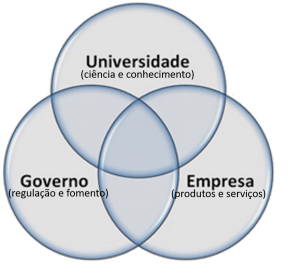 Universidade
(ciência e conhecimento)
Governo
(regulação e fomento)
Empresa
(produtos e serviços)